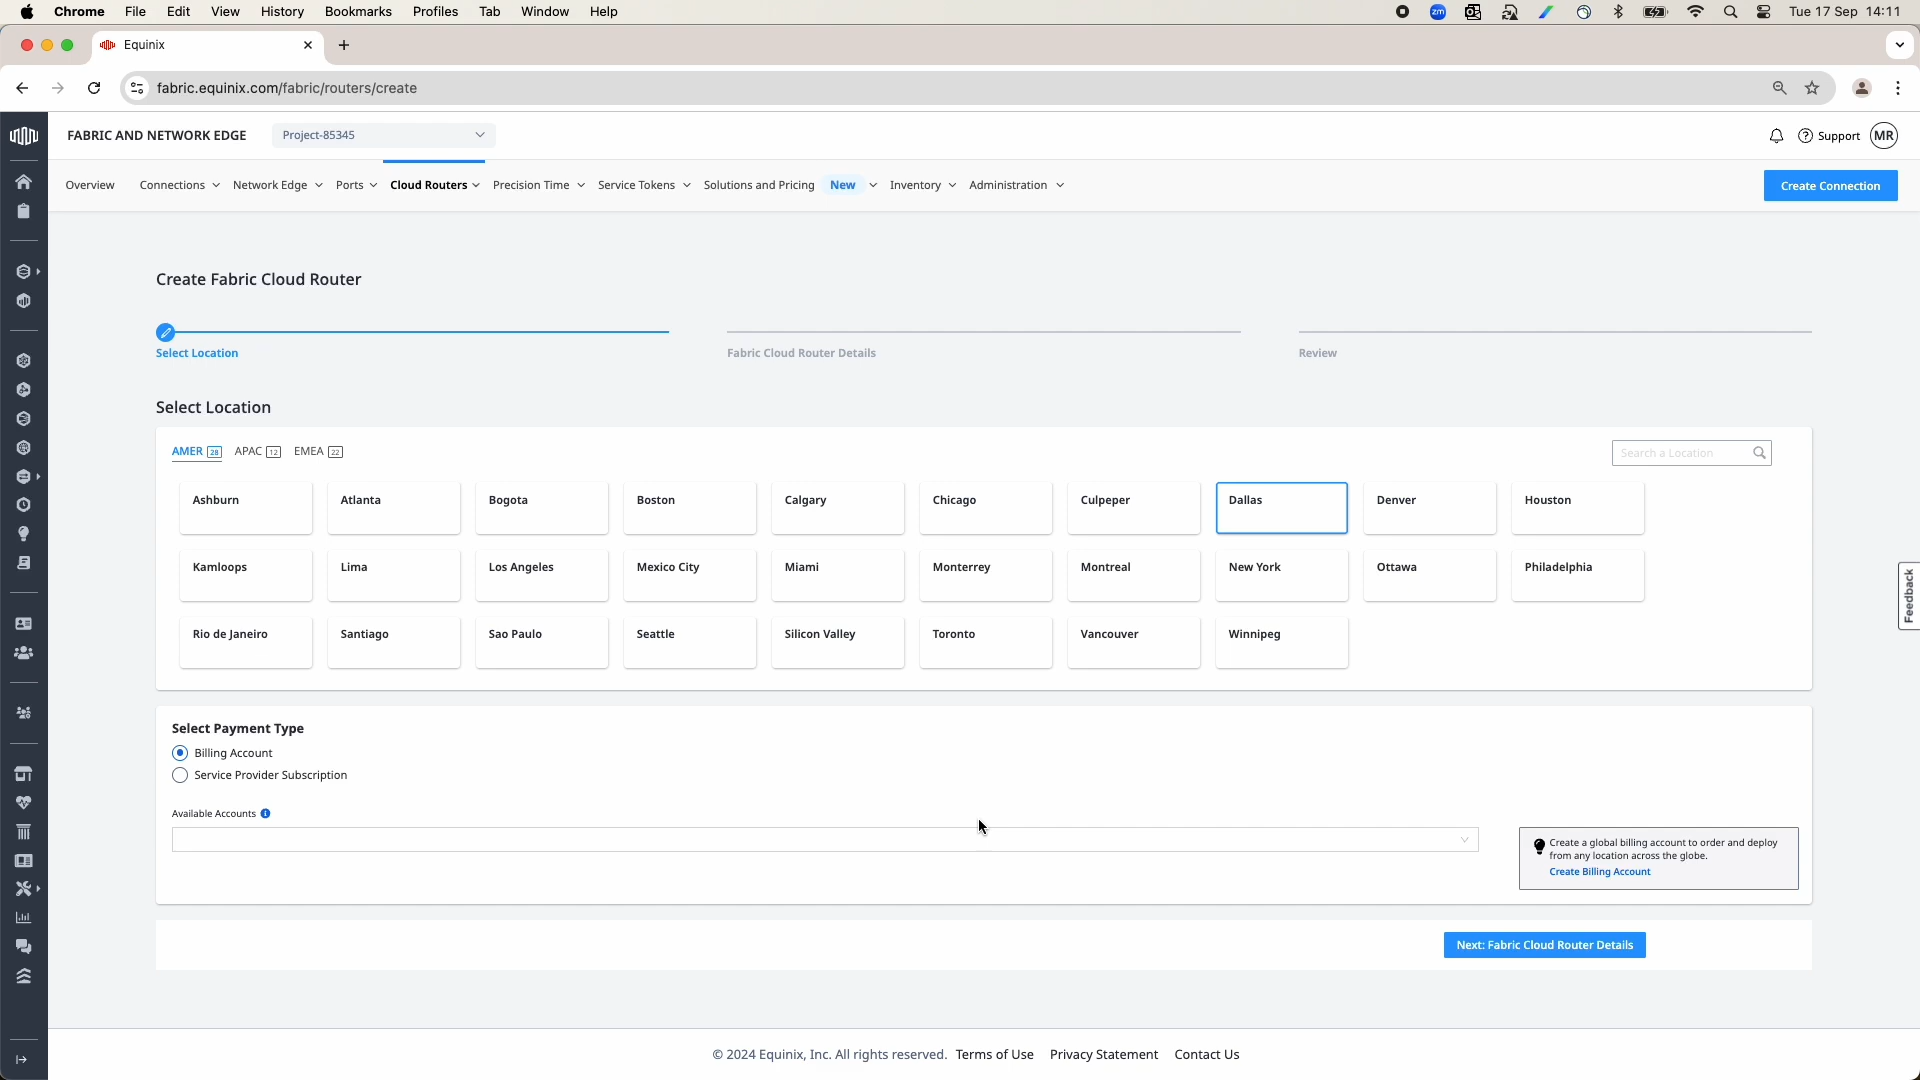 Chrome File Edit View History Bookmarks Profiles Tab Window Help zm Tue 17 Sep 14:11
Equinix
fabric.equinix.com/fabric/routers/create
FABRIC AND NETWORK EDGE Project-85345 Support MR
Overview Connections Network Edge Ports Cloud Routers Precision Time Service Tokens Solutions and Pricing New Inventory Administration Create Connection
Create Fabric Cloud Router
Select Location Fabric Cloud Router Details Review
Select Location
AMER 28 APAC 12 EMEA 22 Search a Location
Ashburn Atlanta Bogota Boston Calgary Chicago Culpeper Dallas Denver Houston
Kamloops Lima Los Angeles Mexico City Miami Monterrey Montreal New York Ottawa Philadelphia
Feedback
Rio de Janeiro Santiago Sao Paulo Seattle Silicon Valley Toronto Vancouver Winnipeg
Select Payment Type
Billing Account
Service Provider Subscription
Available Accounts
Create a global billing account to order and deploy
from any location across the globe.
Create Billing Account
Next: Fabric Cloud Router Details
© 2024 Equinix, Inc. All rights reserved. Terms of Use Privacy Statement Contact Us